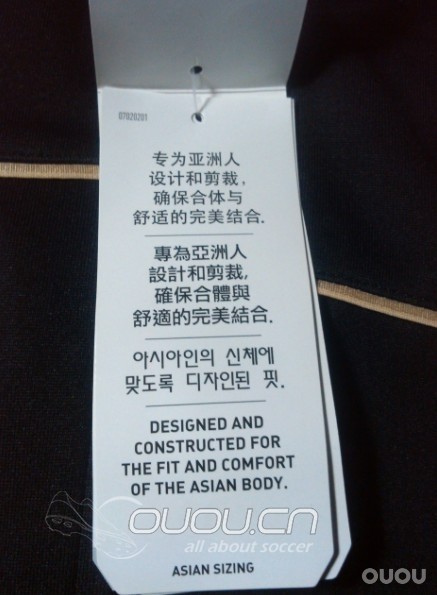 07020201
专为亚洲人
设计和剪裁，
确保合体与
舒适的完美结合.
專為亞洲人
設計和剪裁，
確保合體與
舒適的完美結合.
아시아인의 신체에
맞도록 디자인된 핏.
DESIGNED AND
CONSTRUCTED FOR
THE FIT AND COMFORT
OF THE ASIAN BODY.
OUOU.CN
all about soccer
ASIAN SIZING
OUOU